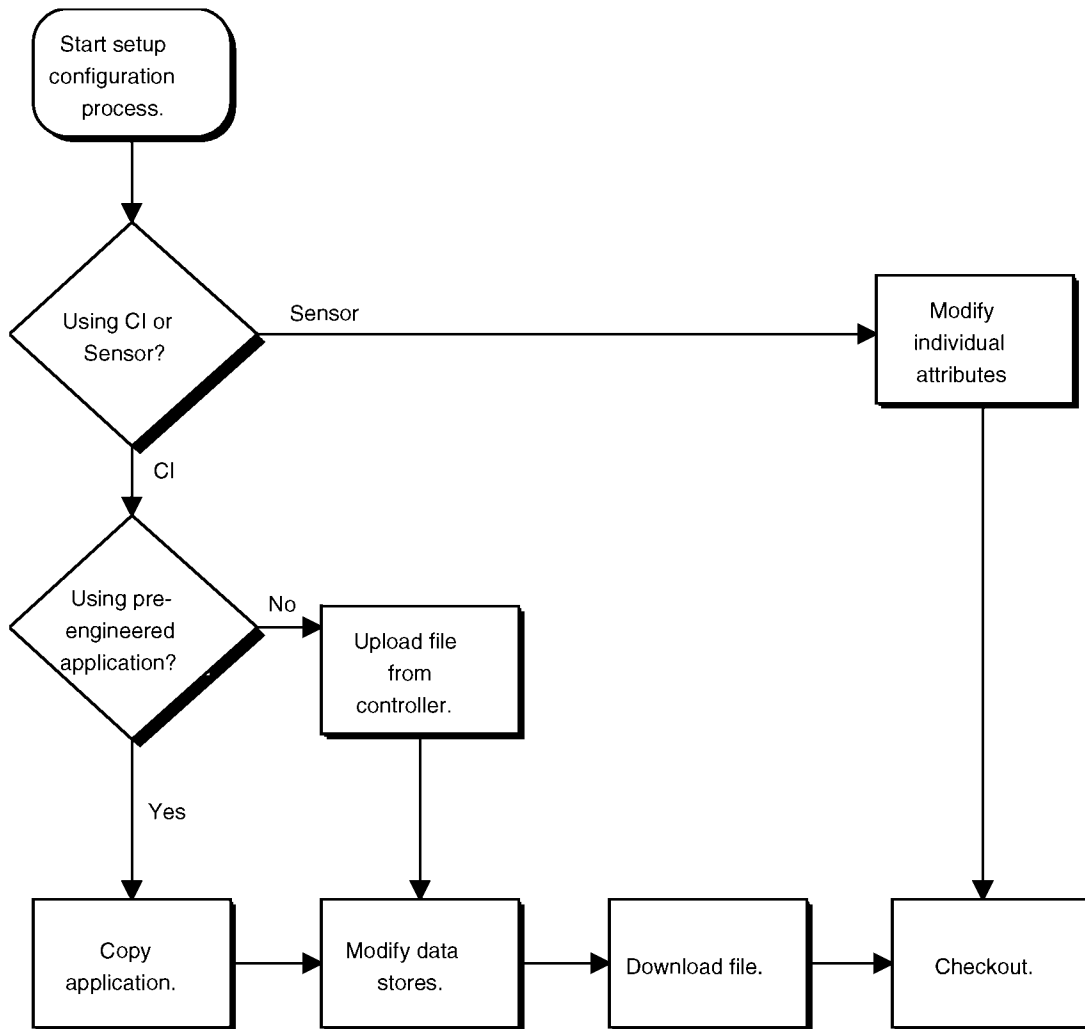 Start setup
configuration
process.
Using CI or
Sensor?
Sensor
Modify
individual
attributes
CI
Using pre-
engineered
application?
No
Upload file
from
controller.
Yes
Copy
application.
Modify data
stores.
Download file.
Checkout.